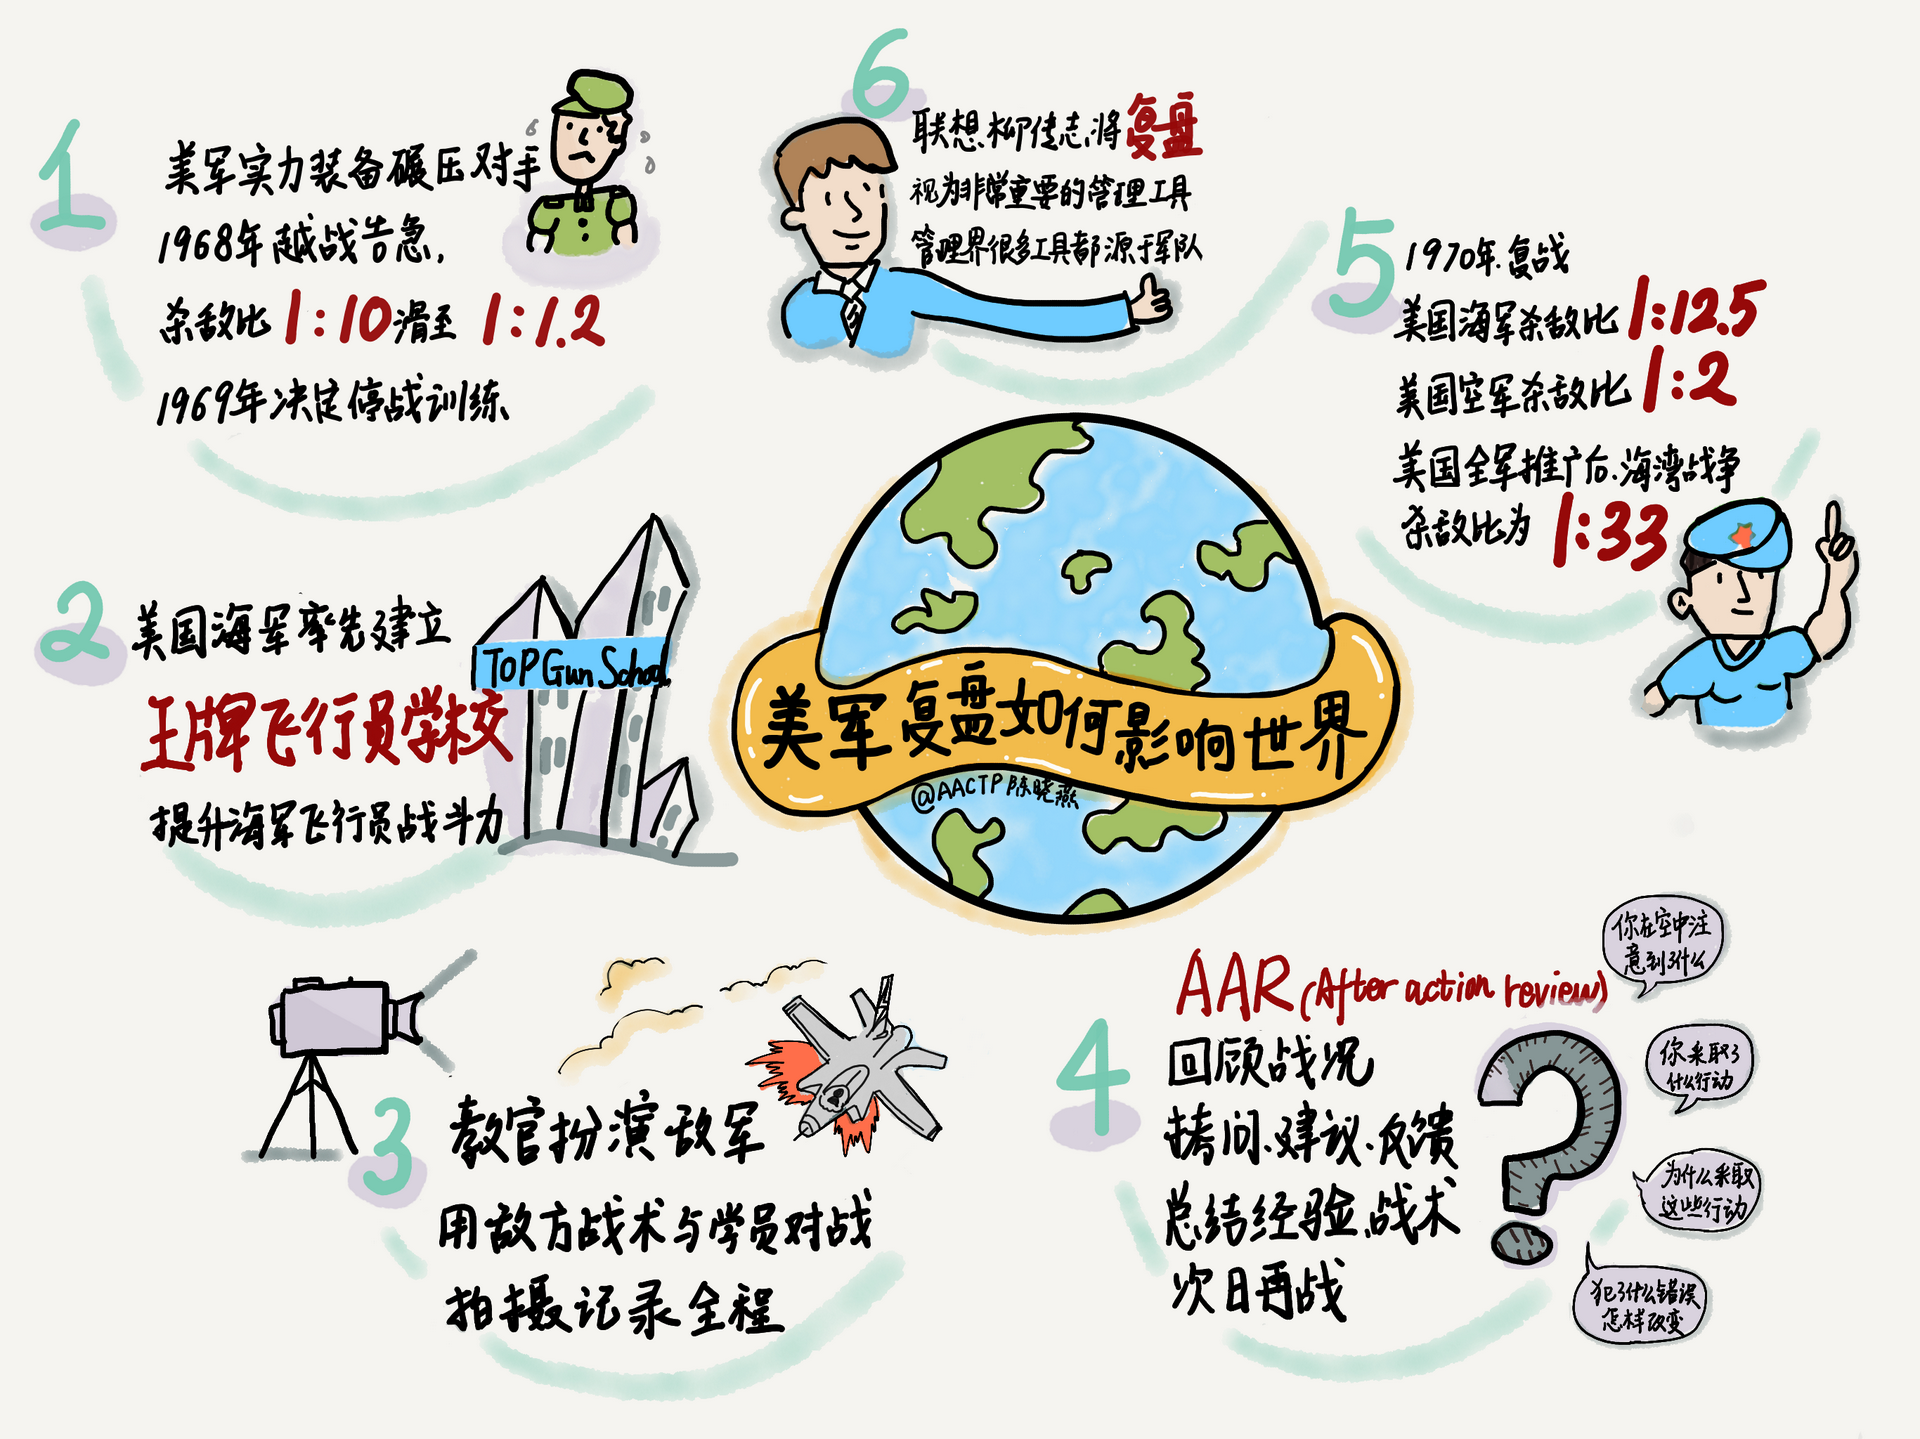 1
美军实力装备碾压对手
1968年越战告急,
杀敌比1:10滑至1:1.2
1969年决定停战训练
2
美国海军率先建立
王牌飞行员学校
提升海军飞行员战斗力
TOP Gun School
3
教官扮演敌军
用敌方战术与学员对战
拍摄记录全程
4
AAR(After action review)
回顾战况
拷问、建议、反馈
总结经验、战术
次日再战
你在空中注
意到了什么
你采取了
什么行动
为什么采取
这些行动
犯了什么错误
怎样改变
5
1970年.复战
美国海军杀敌比1:12.5
美国空军杀敌比1:2
美国全军推广后.海湾战争
杀敌比为1:33
6
联想.柳传志.将复盘
视为非常重要的管理工具
管理界很多工具都源于军队
美军复盘如何影响世界
@AACTP陈晓燕